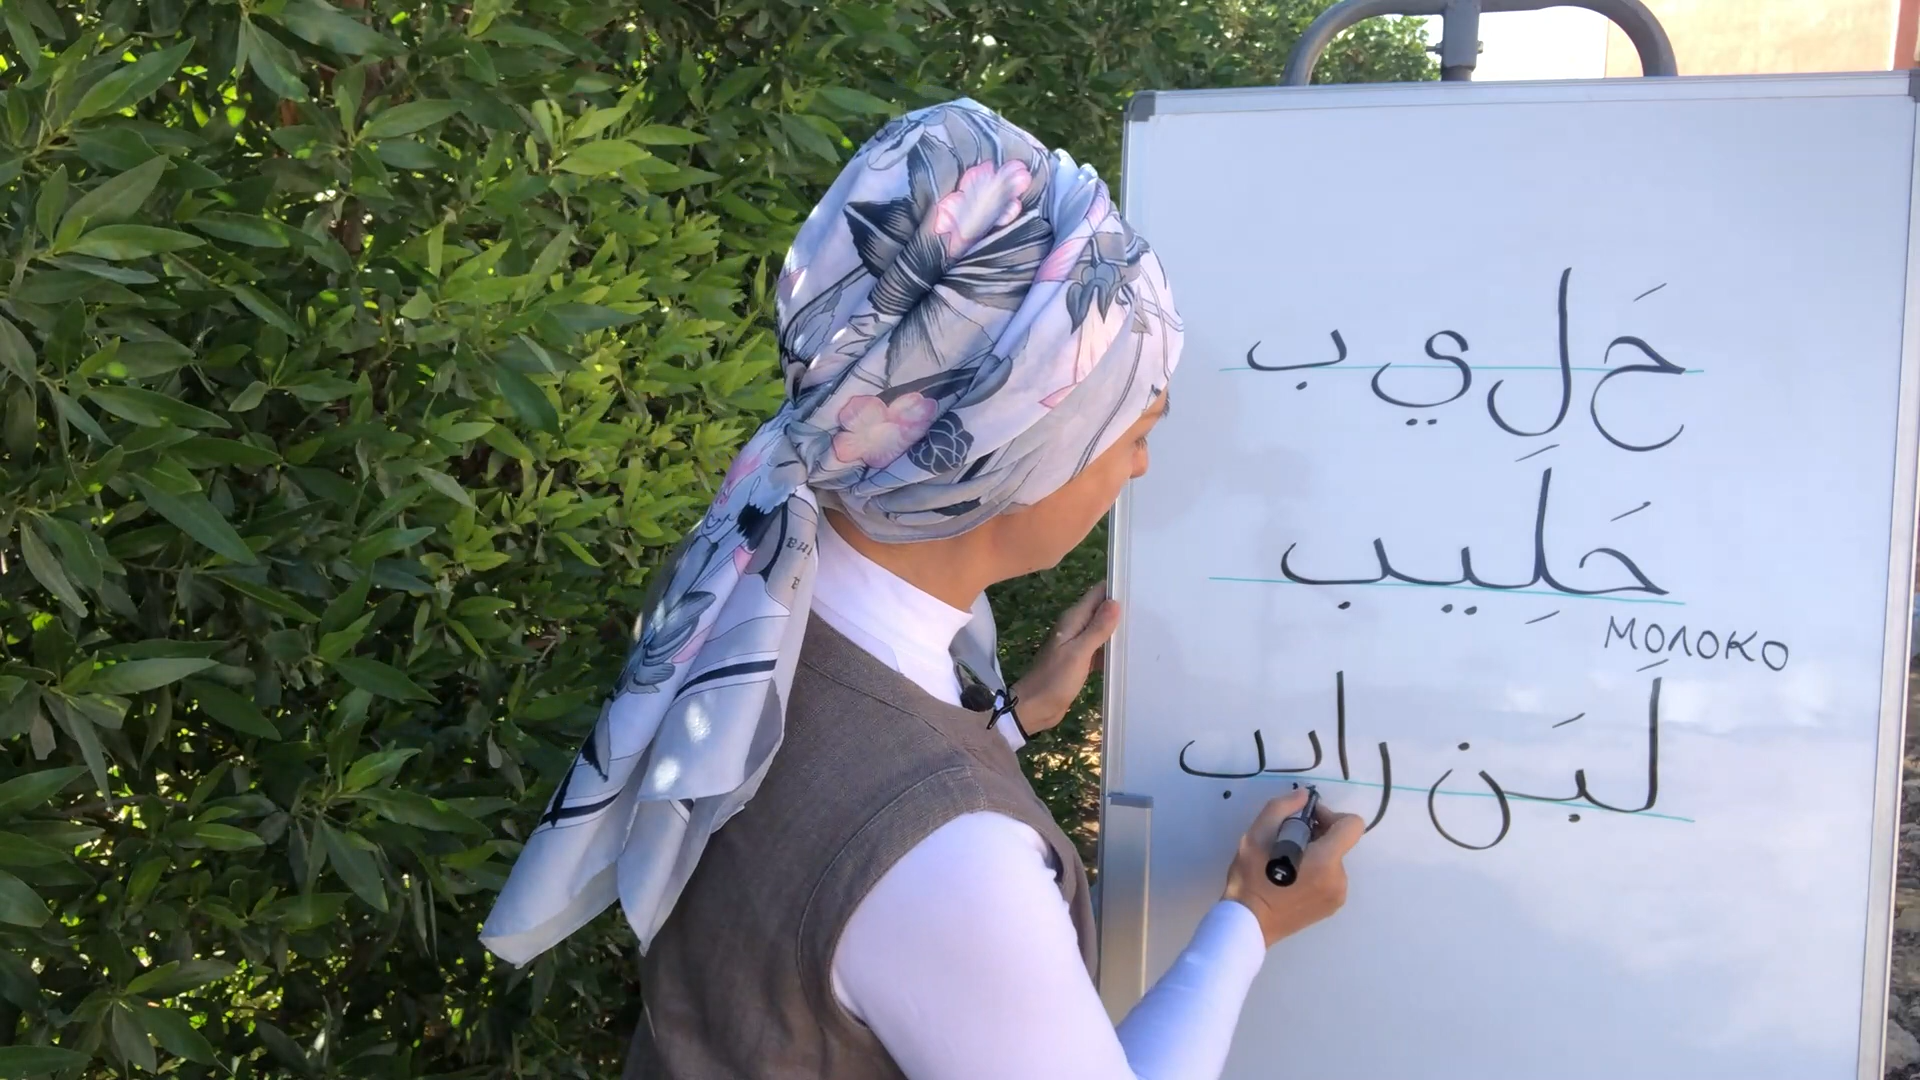 حَ لِ ي ب
حَلِيب
молоко
لَبَن رايب